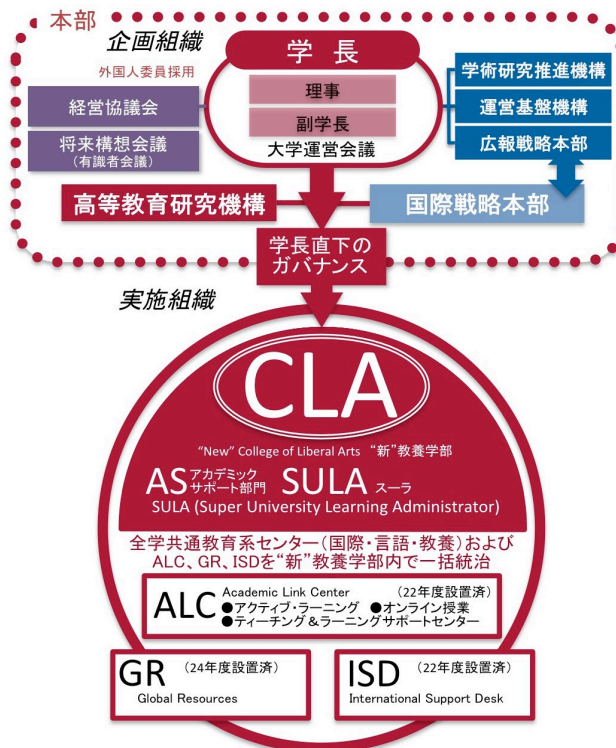 本部
企画組織
学 長
外国人委員採用
経営協議会
将来構想会議
(有識者会議)
理事
副学長
大学運営会議
学術研究推進機構
運営基盤機構
広報戦略本部
高等教育研究機構
国際戦略本部
学長直下の
ガバナンス
実施組織
CLA
“New” College of Liberal Arts “新”教養学部
AS アカデミック
サポート部門
SULA スーラ
SULA (Super University Learning Administrator)
全学共通教育系センター(国際・言語・教養)および
ALC、GR、ISDを“新”教養学部内で一括統治
ALC
Academic Link Center (22年度設置済)
●アクティブ・ラーニング ●オンライン授業
●ティーチング&ラーニングサポートセンター
GR (24年度設置済)
Global Resources
ISD (22年度設置済)
International Support Desk